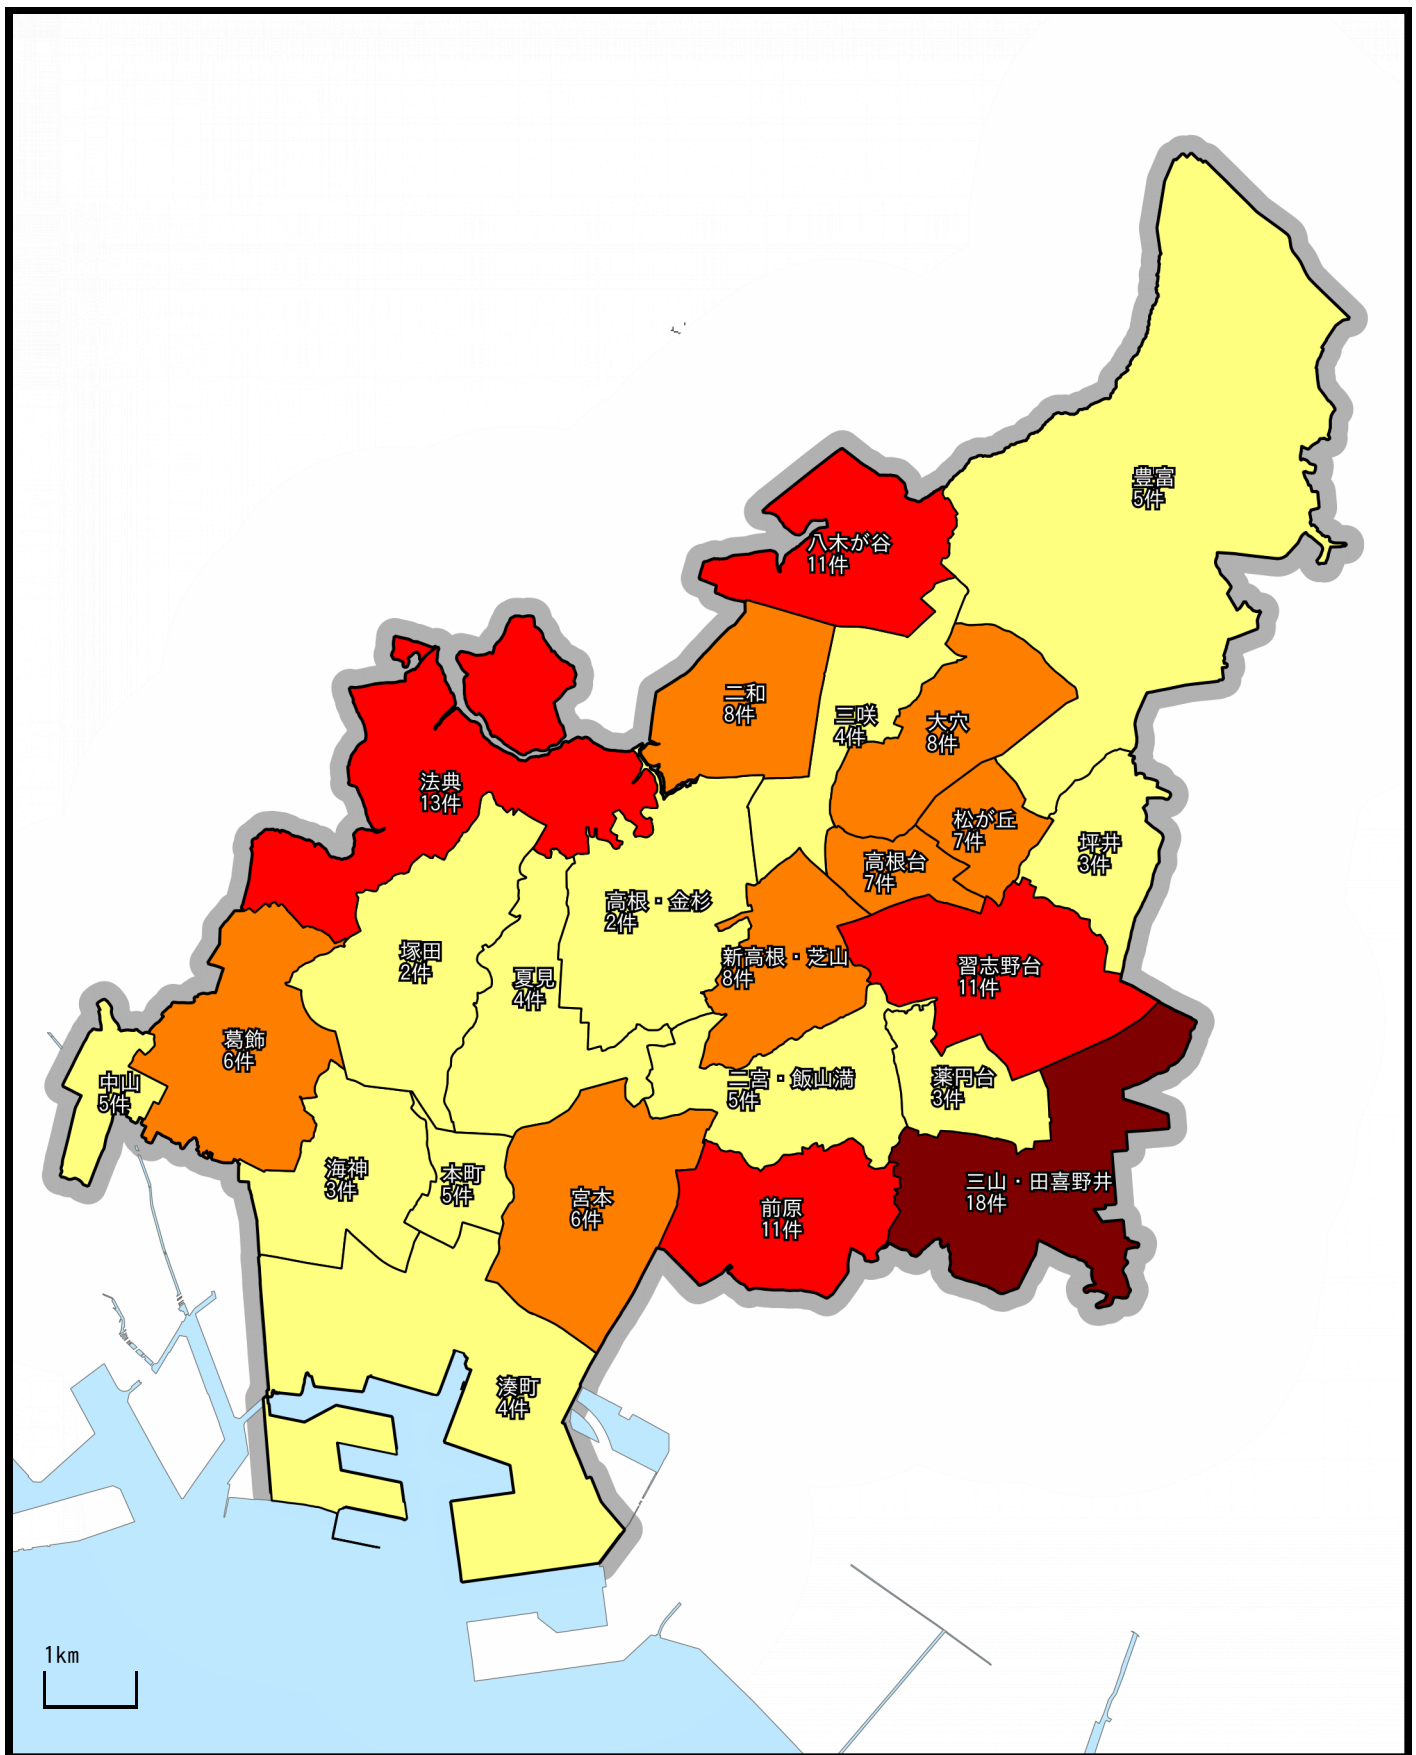 豊富
5件
八木が谷
11件
二和
8件
三咲
4件
大穴
8件
法典
13件
松が丘
7件
坪井
3件
高根台
7件
高根・金杉
2件
塚田
2件
夏見
4件
新高根・芝山
8件
習志野台
11件
葛飾
6件
中山
5件
二宮・飯山満
5件
薬円台
3件
海神
3件
本町
5件
宮本
6件
前原
11件
三山・田喜野井
18件
湊町
4件
1km